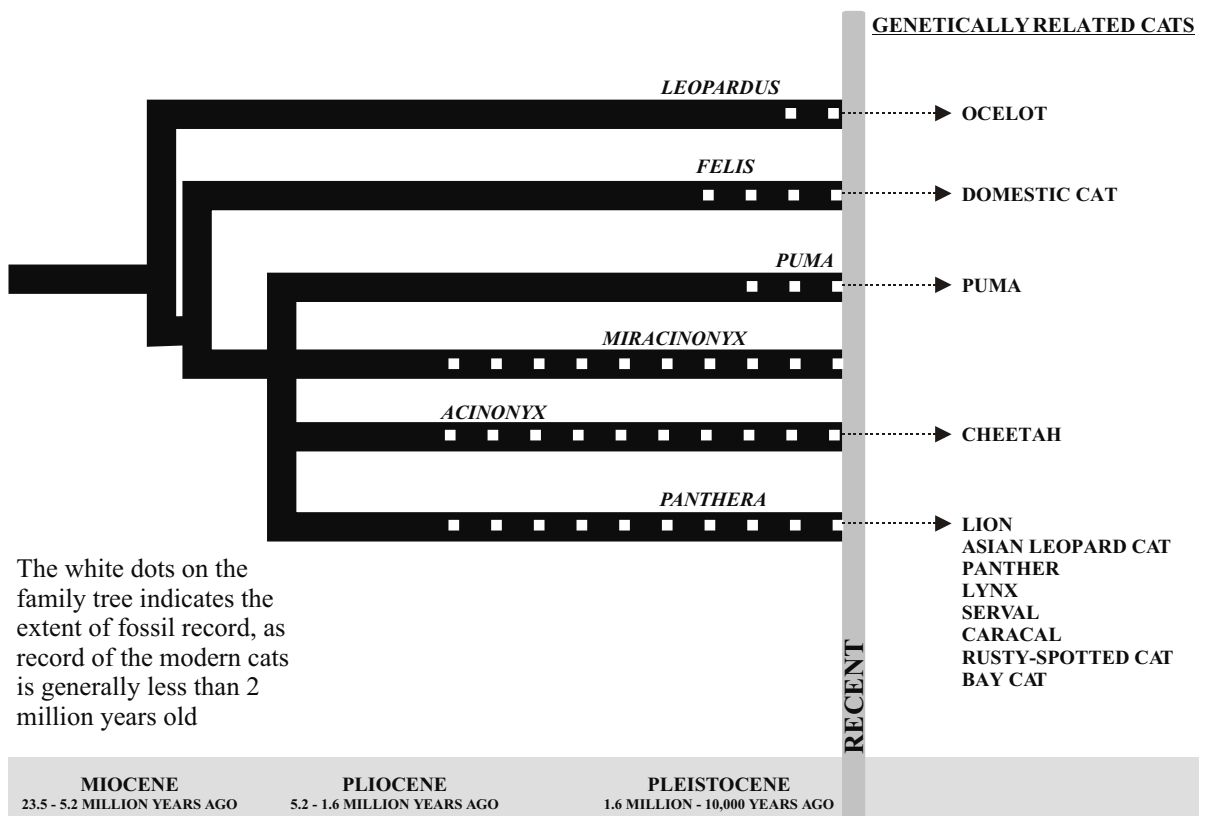 GENETICALLY RELATED CATS
LEOPARDUS
OCELOT
FELIS
DOMESTIC CAT
PUMA
PUMA
MIRACINONYX
ACINONYX
CHEETAH
PANTHERA
LION
ASIAN LEOPARD CAT
PANTHER
LYNX
SERVAL
CARACAL
RUSTY-SPOTTED CAT
BAY CAT
The white dots on the
family tree indicates the
extent of fossil record, as
record of the modern cats
is generally less than 2
million years old
RECENT
MIOCENE
23.5 - 5.2 MILLION YEARS AGO
PLIOCENE
5.2 - 1.6 MILLION YEARS AGO
PLEISTOCENE
1.6 MILLION - 10,000 YEARS AGO